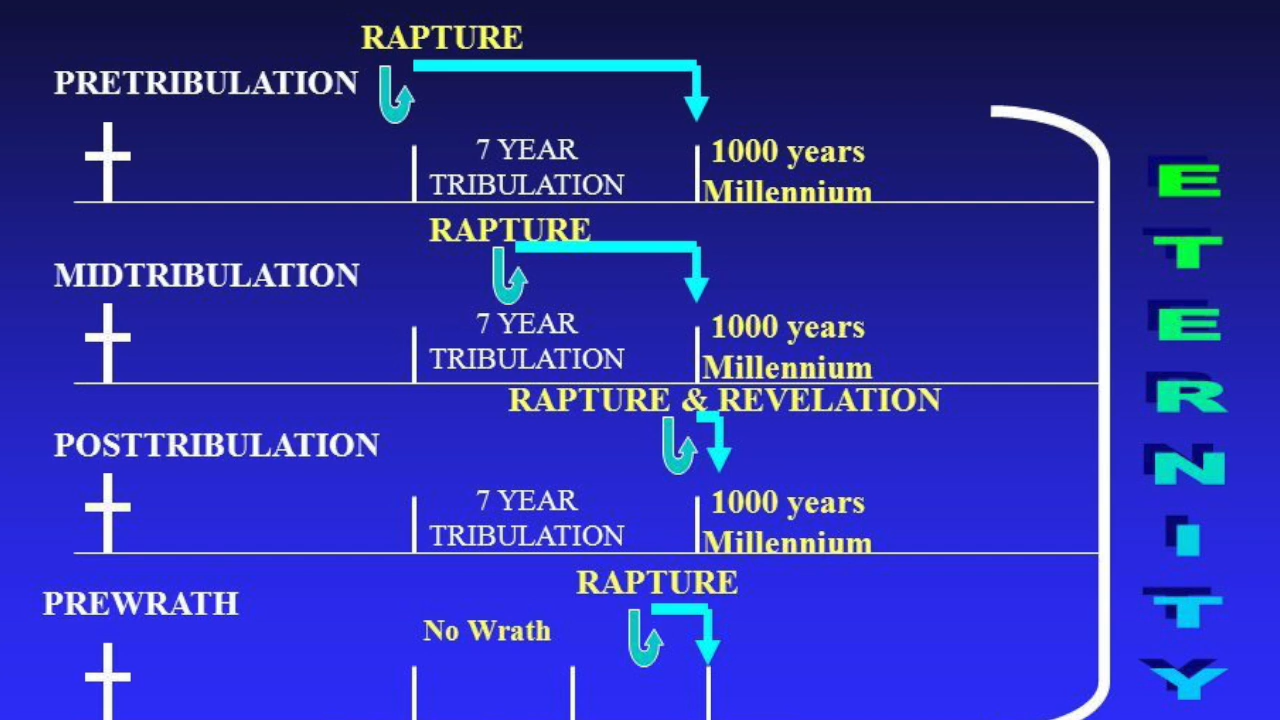 RAPTURE
PRETRIBULATION
7 YEAR
TRIBULATION
1000 years
Millennium
RAPTURE
MIDTRIBULATION
7 YEAR
TRIBULATION
1000 years
Millennium
RAPTURE & REVELATION
POSTTRIBULATION
7 YEAR
TRIBULATION
1000 years
Millennium
RAPTURE
PREWRATH
No Wrath
ETERNITY